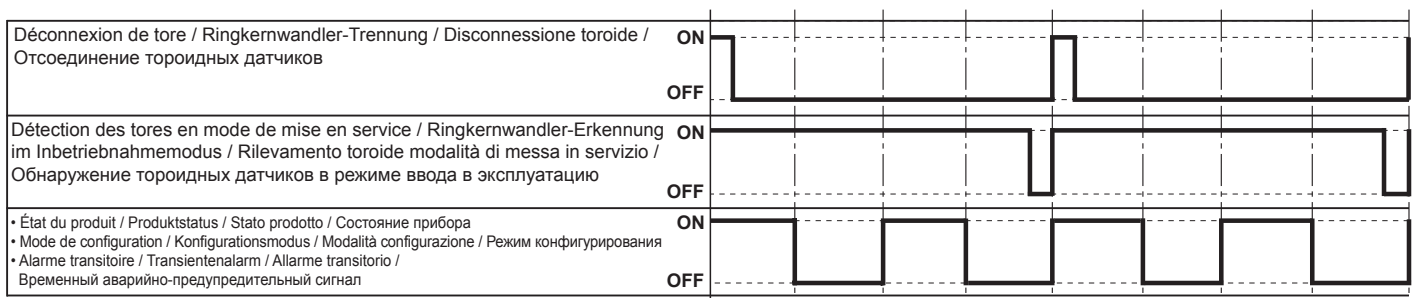 Déconnexion de tore / Ringkernwandler-Trennung / Disconnessione toroide /
Отсоединение тороидных датчиков
ON
OFF
Détection des tores en mode de mise en service / Ringkernwandler-Erkennung
im Inbetriebnahmemodus / Rilevamento toroide modalità di messa in servizio /
Обнаружение тороидных датчиков в режиме ввода в эксплуатацию
ON
OFF
• État du produit / Produktstatus / Stato prodotto / Состояние прибора
• Mode de configuration / Konfigurationsmodus / Modalità configurazione / Режим конфигурирования
• Alarme transitoire / Transientenalarm / Allarme transitorio /
Временный аварийно-предупредительный сигнал
ON
OFF